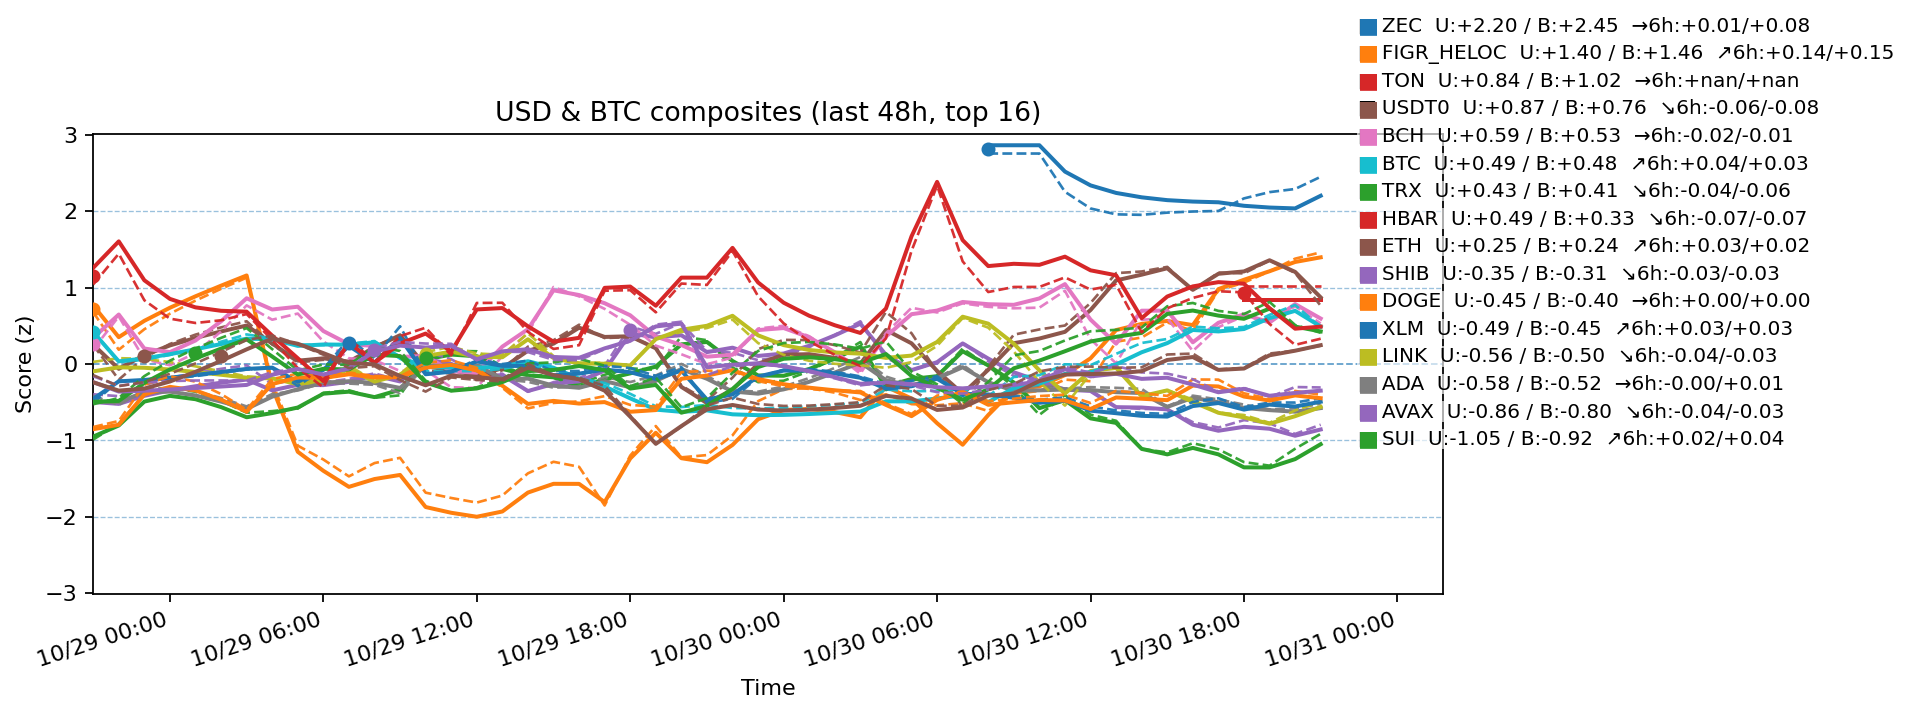 ZEC U:+2.20 / B:+2.45 →6h:+0.01/+0.08
FIGR_HELOC U:+1.40 / B:+1.46 ↗6h:+0.14/+0.15
TON U:+0.84 / B:+1.02 →6h:+nan/+nan
USDT0 U:+0.87 / B:+0.76 ↘6h:-0.06/-0.08
BCH U:+0.59 / B:+0.53 →6h:-0.02/-0.01
BTC U:+0.49 / B:+0.48 ↗6h:+0.04/+0.03
TRX U:+0.43 / B:+0.41 ↘6h:-0.04/-0.06
HBAR U:+0.49 / B:+0.33 ↘6h:-0.07/-0.07
ETH U:+0.25 / B:+0.24 ↗6h:+0.03/+0.02
SHIB U:-0.35 / B:-0.31 ↘6h:-0.03/-0.03
DOGE U:-0.45 / B:-0.40 →6h:+0.00/+0.00
XLM U:-0.49 / B:-0.45 ↗6h:+0.03/+0.03
LINK U:-0.56 / B:-0.50 ↘6h:-0.04/-0.03
ADA U:-0.58 / B:-0.52 →6h:-0.00/+0.01
AVAX U:-0.86 / B:-0.80 ↘6h:-0.04/-0.03
SUI U:-1.05 / B:-0.92 ↗6h:+0.02/+0.04
USD & BTC composites (last 48h, top 16)
Score (z)
3
2
1
0
−1
−2
−3
10/29 00:00
10/29 06:00
10/29 12:00
10/29 18:00
10/30 00:00
10/30 06:00
10/30 12:00
10/30 18:00
10/31 00:00
Time